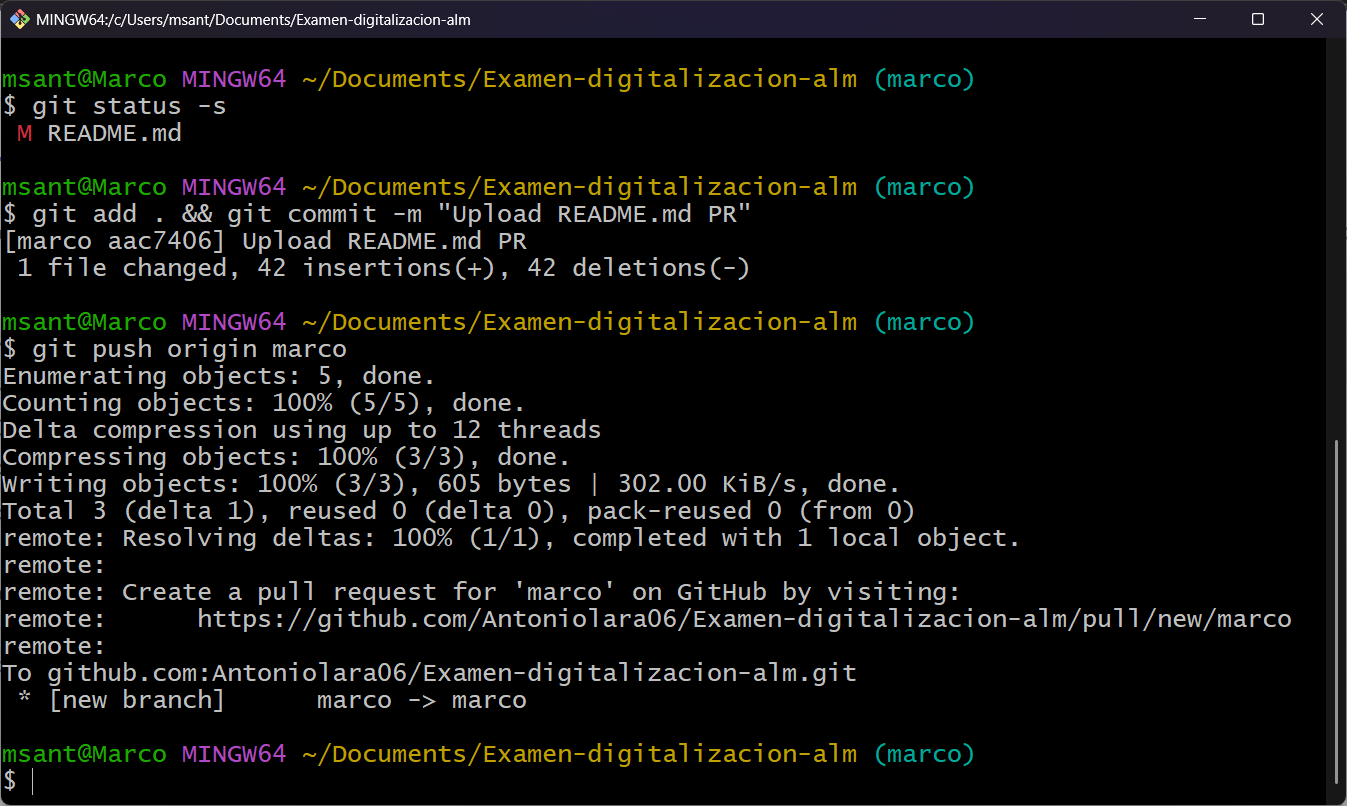 MINGW64:/c/Users/msant/Documents/Examen-digitalizacion-alm
msant@Marco MINGW64 ~/Documents/Examen-digitalizacion-alm (marco)
$ git status -s
 M README.md
msant@Marco MINGW64 ~/Documents/Examen-digitalizacion-alm (marco)
$ git add . && git commit -m "Upload README.md PR"
[marco aac7406] Upload README.md PR
 1 file changed, 42 insertions(+), 42 deletions(-)
msant@Marco MINGW64 ~/Documents/Examen-digitalizacion-alm (marco)
$ git push origin marco
Enumerating objects: 5, done.
Counting objects: 100% (5/5), done.
Delta compression using up to 12 threads
Compressing objects: 100% (3/3), done.
Writing objects: 100% (3/3), 605 bytes | 302.00 KiB/s, done.
Total 3 (delta 1), reused 0 (delta 0), pack-reused 0 (from 0)
remote: Resolving deltas: 100% (1/1), completed with 1 local object.
remote:
remote: Create a pull request for 'marco' on GitHub by visiting:
remote:      https://github.com/Antoniolara06/Examen-digitalizacion-alm/pull/new/marco
remote:
To github.com:Antoniolara06/Examen-digitalizacion-alm.git
 * [new branch]      marco -> marco
msant@Marco MINGW64 ~/Documents/Examen-digitalizacion-alm (marco)
$